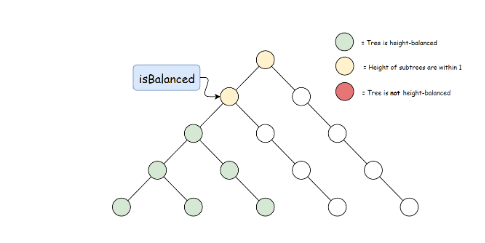 = Tree is height-balanced
isBalanced
= Height of subtrees are within 1
= Tree is not height-balanced